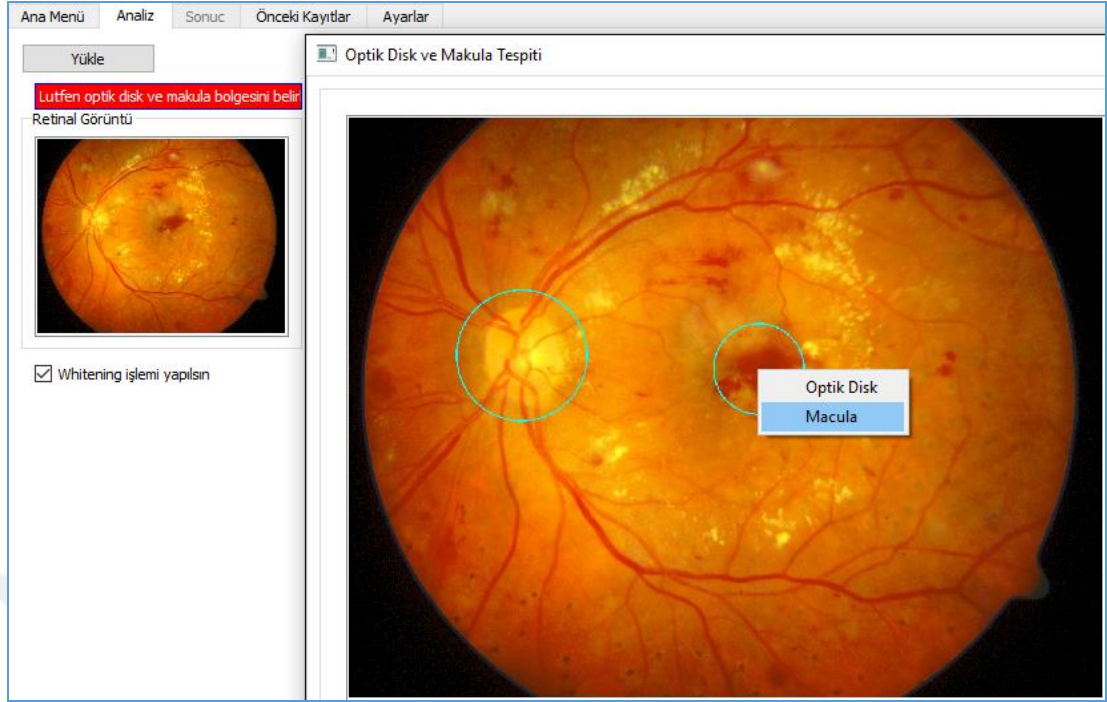 Ana Menü Analiz Sonuc Önceki Kayıtlar Ayarlar
Yükle
Optik Disk ve Makula Tespiti
Lutfen optik disk ve makula bolgesini belir
Retinal Görüntü
Whitening işlemi yapılsın
Optik Disk
Macula